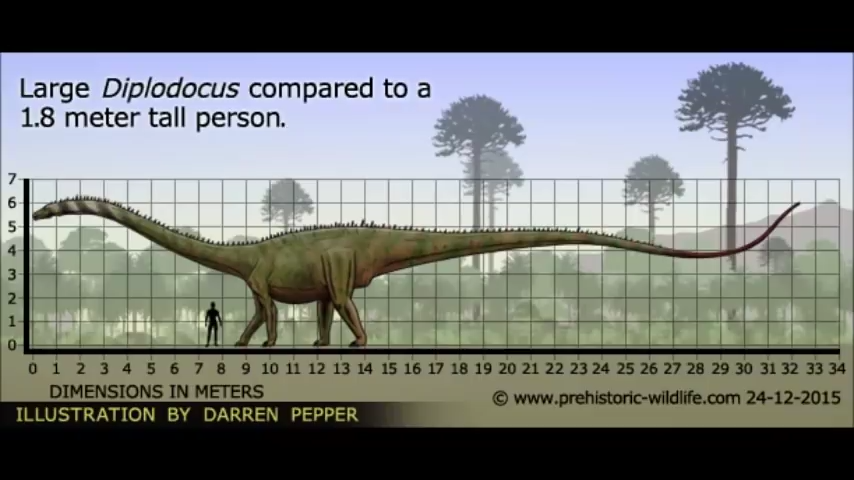 Large Diplodocus compared to a
1.8 meter tall person.
7
6
5
4
3
2
1
0
0 1 2 3 4 5 6 7 8 9 10 11 12 13 14 15 16 17 18 19 20 21 22 23 24 25 26 27 28 29 30 31 32 33 34
DIMENSIONS IN METERS
© www.prehistoric-wildlife.com 24-12-2015
ILLUSTRATION BY DARREN PEPPER